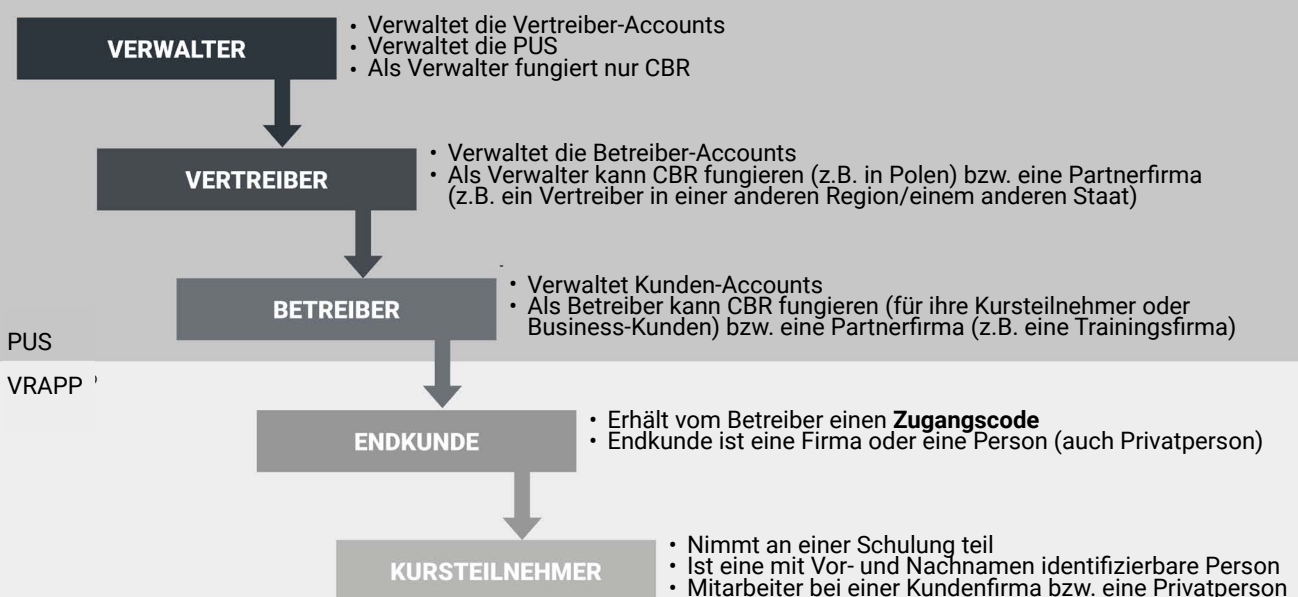 VERWALTER
• Verwaltet die Vertreiber-Accounts
• Verwaltet die PUS
• Als Verwalter fungiert nur CBR
VERTREIBER
• Verwaltet die Betreiber-Accounts
• Als Verwalter kann CBR fungieren (z.B. in Polen) bzw. eine Partnerfirma
(z.B. ein Vertreiber in einer anderen Region/einem anderen Staat)
BETREIBER
• Verwaltet Kunden-Accounts
• Als Betreiber kann CBR fungieren (für ihre Kursteilnehmer oder
Business-Kunden) bzw. eine Partnerfirma (z.B. eine Trainingsfirma)
PUS
VRAPP
ENDKUNDE
• Erhält vom Betreiber einen Zugangscode
• Endkunde ist eine Firma oder eine Person (auch Privatperson)
KURSTEILNEHMER
• Nimmt an einer Schulung teil
• Ist eine mit Vor- und Nachnamen identifizierbare Person
• Mitarbeiter bei einer Kundenfirma bzw. eine Privatperson